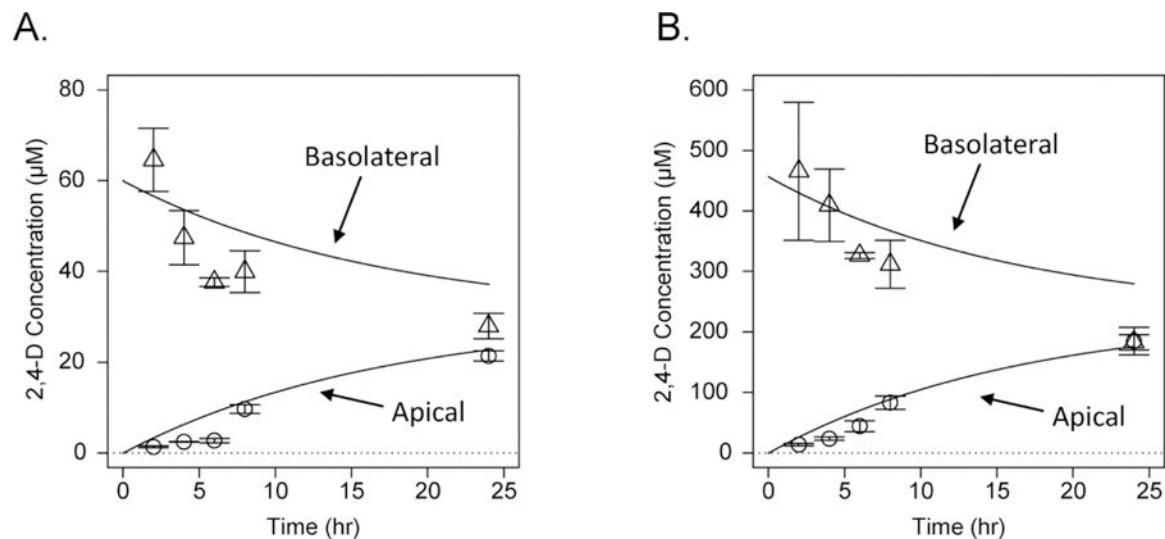 A.
B.
80
60
40
20
0
2,4-D Concentration (μM)
Basolateral
Apical
0 5 10 15 20 25
Time (hr)
600
500
400
300
200
100
0
2,4-D Concentration (μM)
Basolateral
Apical
0 5 10 15 20 25
Time (hr)